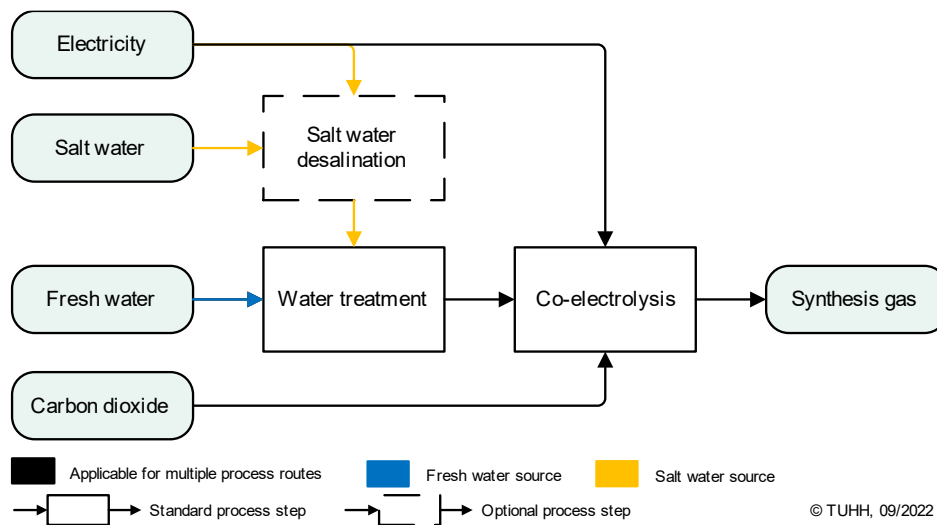 Electricity
Salt water
Salt water
desalination
Fresh water
Water treatment
Co-electrolysis
Synthesis gas
Carbon dioxide
Applicable for multiple process routes
Fresh water source
Salt water source
Standard process step
Optional process step
© TUHH, 09/2022